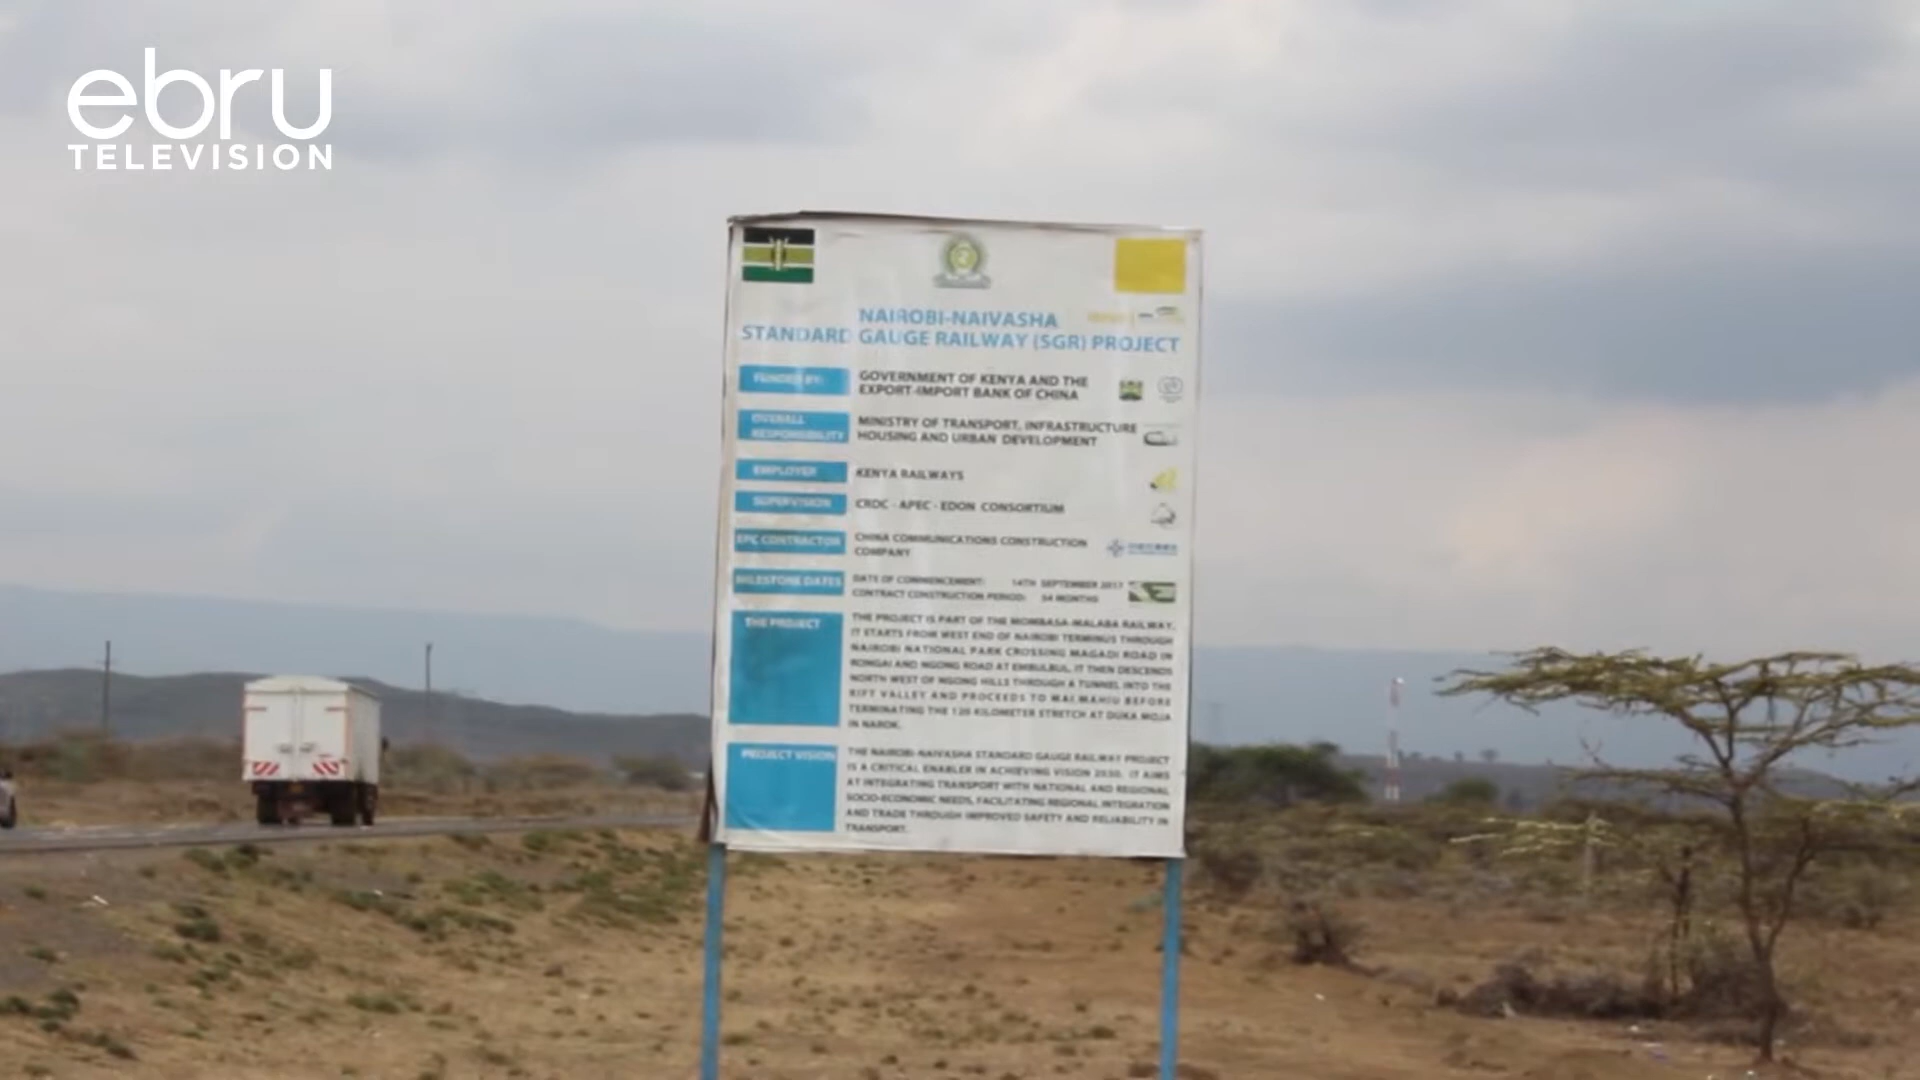 ebru
TELEVISION
NAIROBI-NAIVASHA
STANDARD GAUGE RAILWAY (SGR) PROJECT
FUNDED BY:
GOVERNMENT OF KENYA AND THE
EXPORT-IMPORT BANK OF CHINA
OVERALL
RESPONSIBILITY
MINISTRY OF TRANSPORT, INFRASTRUCTURE
HOUSING AND URBAN DEVELOPMENT
EMPLOYER
KENYA RAILWAYS
SUPERVISION
CRDC - APEC - EDON CONSORTIUM
EPC CONTRACTOR
CHINA COMMUNICATIONS CONSTRUCTION
COMPANY
MILESTONE DATES
DATE OF COMMENCEMENT: 14TH SEPTEMBER 2017
CONTRACT CONSTRUCTION PERIOD: MONTHS
THE PROJECT
THE PROJECT IS PART OF THE MOMBASA-MALABA RAILWAY.
IT STARTS FROM WEST END OF NAIROBI TERMINUS THROUGH
NAIROBI NATIONAL PARK CROSSING MAGADI ROAD IN
RONGAI AND NGONG ROAD AT EMBULBUL. IT THEN DESCENDS
NORTH WEST OF NGONG HILLS THROUGH A TUNNEL INTO THE
RIFT VALLEY AND PROCEEDS TO MAI MAHIU BEFORE
TERMINATING THE 120 KILOMETER STRETCH AT DUKA MOJA
IN NAROK.
PROJECT VISION
THE NAIROBI-NAIVASHA STANDARD GAUGE RAILWAY PROJECT
IS A CRITICAL ENABLER IN ACHIEVING VISION 2030. IT AIMS
AT INTEGRATING TRANSPORT WITH NATIONAL AND REGIONAL
SOCIO-ECONOMIC NEEDS, FACILITATING REGIONAL INTEGRATION
AND TRADE THROUGH IMPROVED SAFETY AND RELIABILITY IN
TRANSPORT.